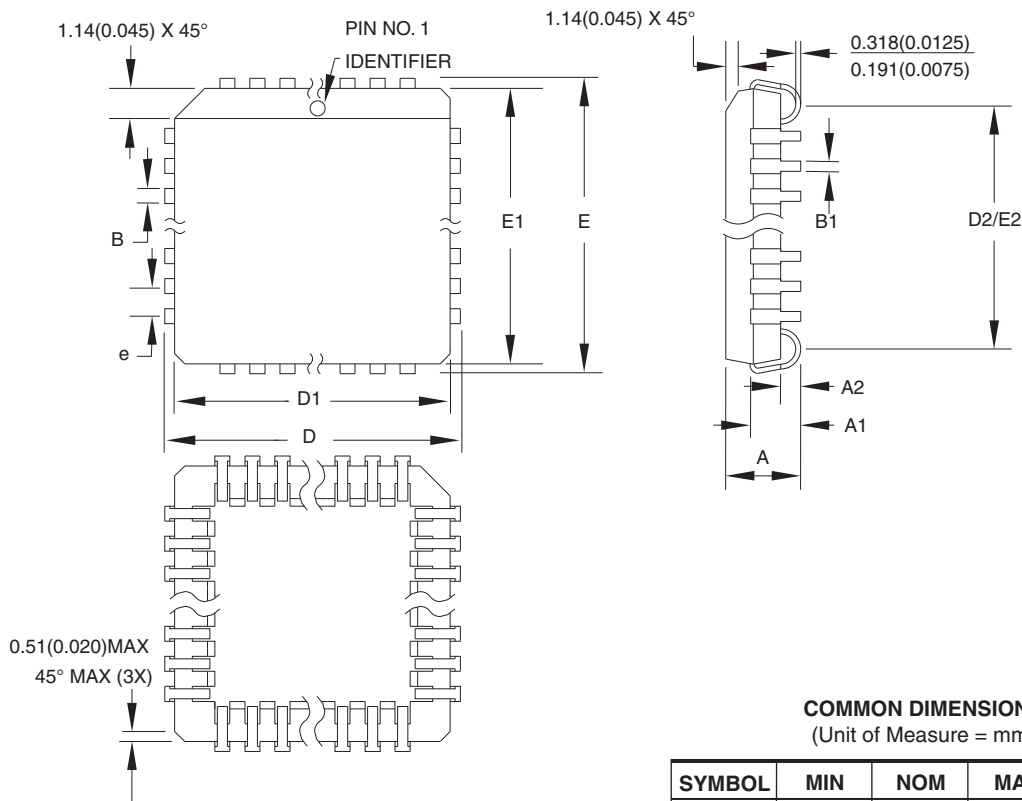 1.14(0.045) X 45°
PIN NO. 1
IDENTIFIER
1.14(0.045) X 45°
0.318(0.0125)
0.191(0.0075)
E1
E
B
B1
D2/E2
e
D1
D
A2
A1
A
0.51(0.020)MAX
45° MAX (3X)
COMMON DIMENSION
(Unit of Measure = mm
SYMBOL MIN NOM MA